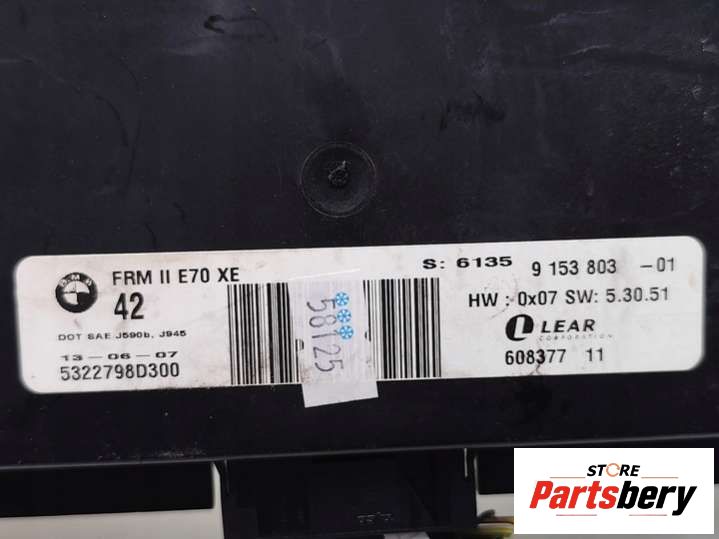 BMW
FRM II E70 XE
42
DOT SAE J590b, J945
13-06-07
5322798D300
***58125
S: 6135 9 153 803 -01
HW : 0x07 SW: 5.30.51
LEAR
CORPORATION
608377 11
STORE
Partsbery